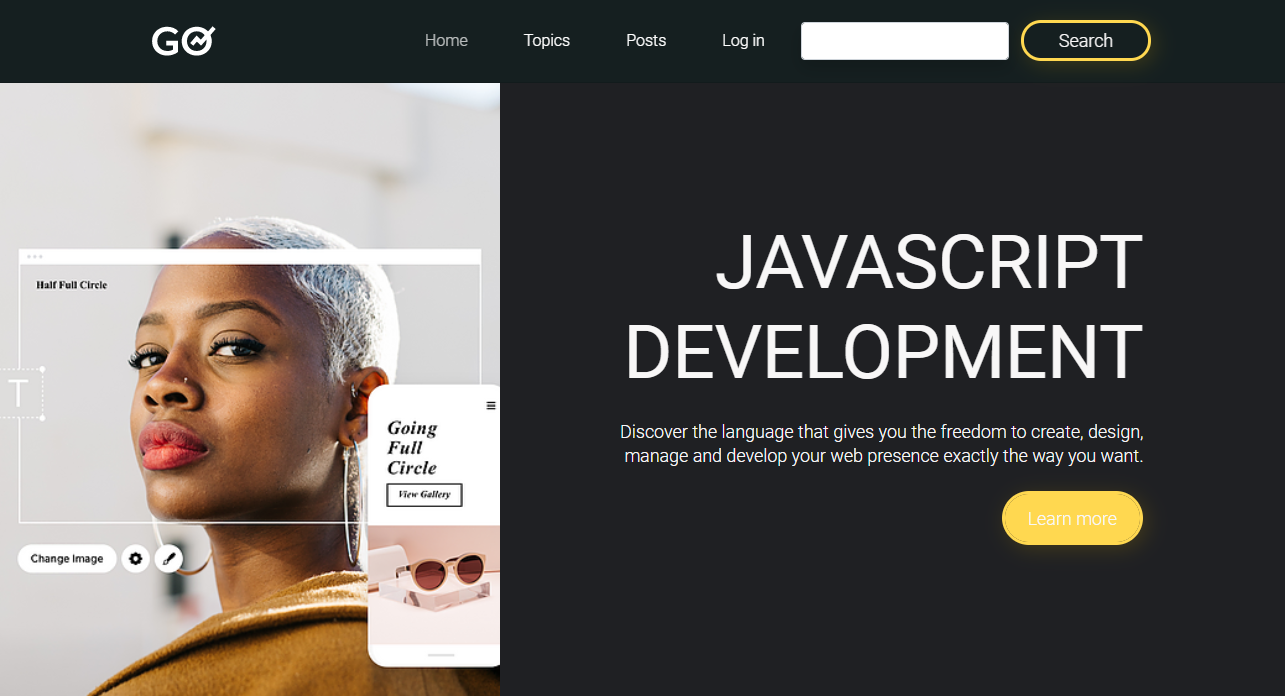 GO
Home
Topics
Posts
Log in
Search
Half Full Circle
T
Going
Full
Circle
View Gallery
Change Image
JAVASCRIPT
DEVELOPMENT
Discover the language that gives you the freedom to create, design,
manage and develop your web presence exactly the way you want.
Learn more